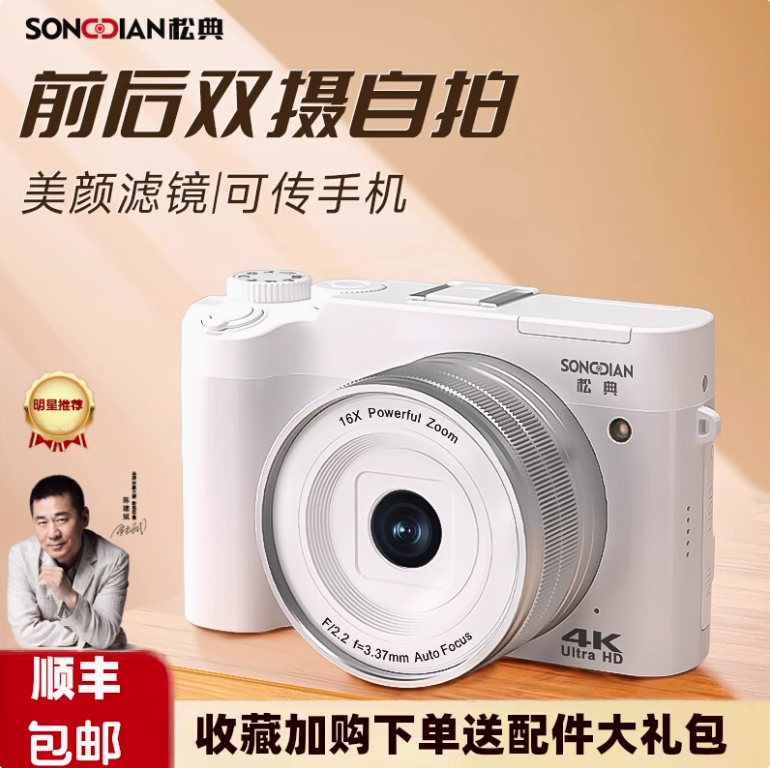 SONGDIAN松典
前后双摄自拍
美颜滤镜|可传手机
SONGDIAN
松典
16X Powerful Zoom
F/2.2 f=3.37mm Auto Focus
4K
Ultra HD
明星推荐
陈建斌
顺丰
包邮
收藏加购下单送配件大礼包